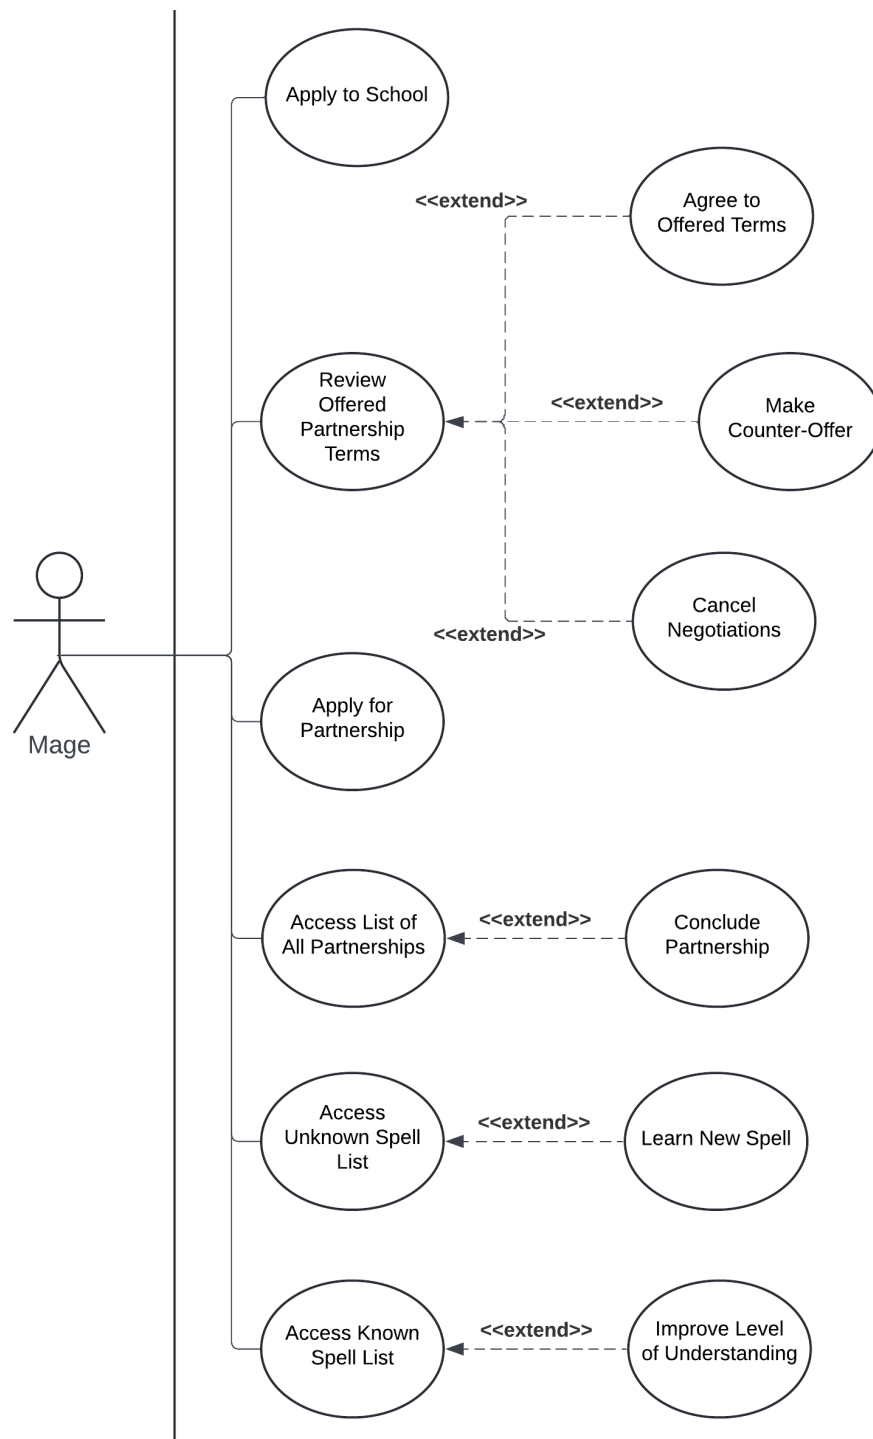 Apply to School
<<extend>>
Agree to
Offered Terms
Review
Offered
Partnership
Terms
<<extend>>
Make
Counter-Offer
Cancel
Negotiations
<<extend>>
Mage
Apply for
Partnership
Access List of
All Partnerships
<<extend>>
Conclude
Partnership
Access
Unknown Spell
List
<<extend>>
Learn New Spell
Access Known
Spell List
<<extend>>
Improve Level
of Understanding